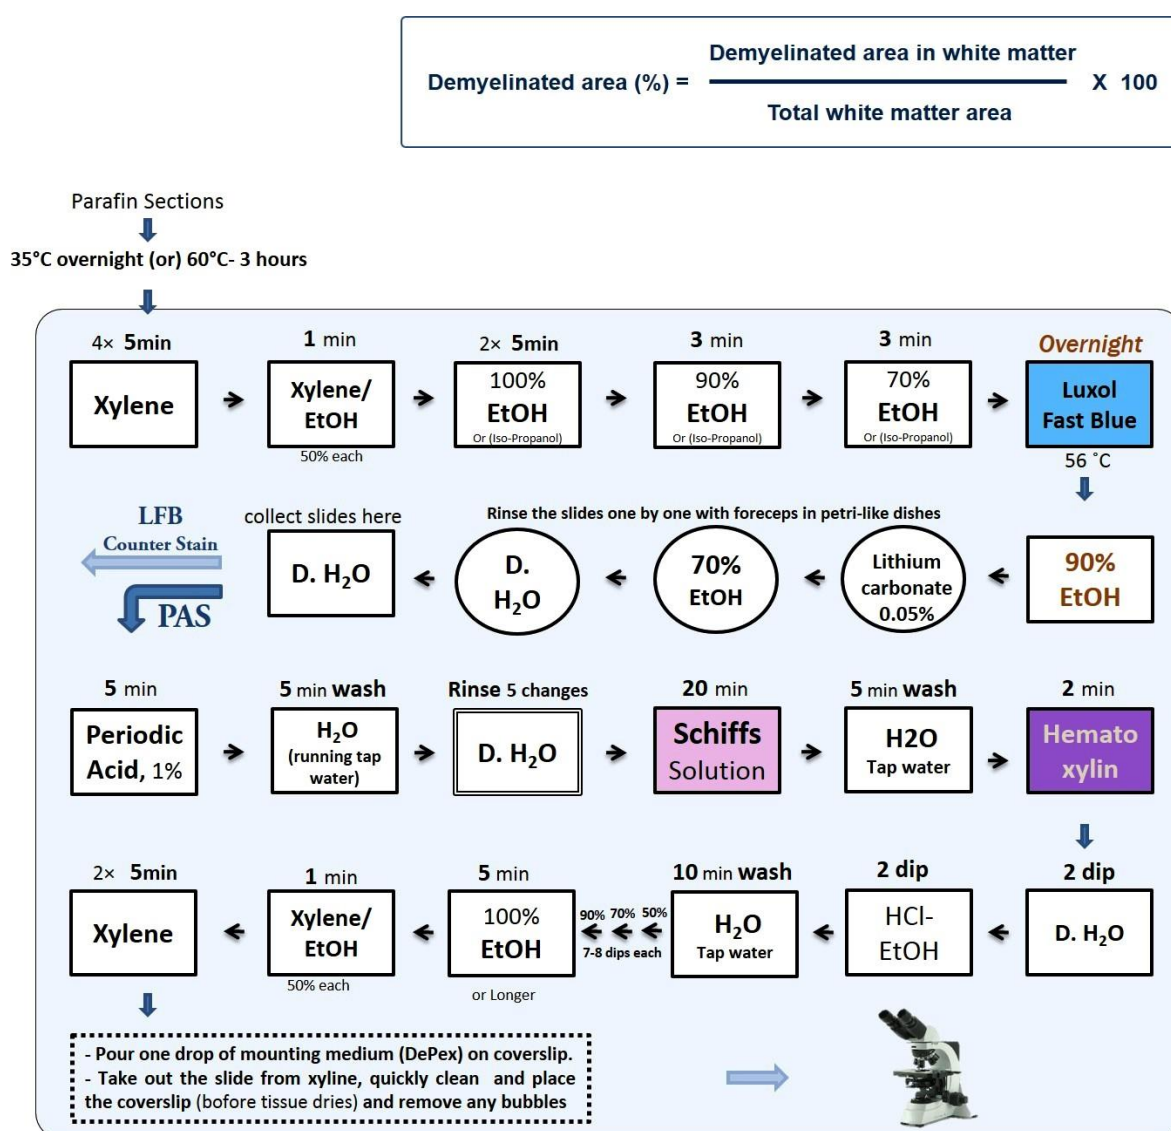 Demyelinated area (%) = Demyelinated area in white matter X 100
Total white matter area
Parafin Sections
35°C overnight (or) 60°C- 3 hours
4× 5min
Xylene
1 min
Xylene/
EtOH
50% each
2× 5min
100%
EtOH
Or (Iso-Propanol)
3 min
90%
EtOH
Or (Iso-Propanol)
3 min
70%
EtOH
Or (Iso-Propanol)
Overnight
Luxol
Fast Blue
56 ˚C
90%
EtOH
Rinse the slides one by one with foreceps in petri-like dishes
Lithium
carbonate
0.05%
70%
EtOH
D.
H₂O
collect slides here
D. H₂O
LFB
Counter Stain
PAS
5 min
Periodic
Acid, 1%
5 min wash
H₂O
(running tap
water)
Rinse 5 changes
D. H₂O
20 min
Schiffs
Solution
5 min wash
H2O
Tap water
2 min
Hemato
xylin
2 dip
D. H₂O
2 dip
HCl-
EtOH
10 min wash
H₂O
Tap water
90% 70% 50%
7-8 dips each
5 min
100%
EtOH
or Longer
1 min
Xylene/
EtOH
50% each
2× 5min
Xylene
- Pour one drop of mounting medium (DePex) on coverslip.
- Take out the slide from xyline, quickly clean and place
the coverslip (bofore tissue dries) and remove any bubbles